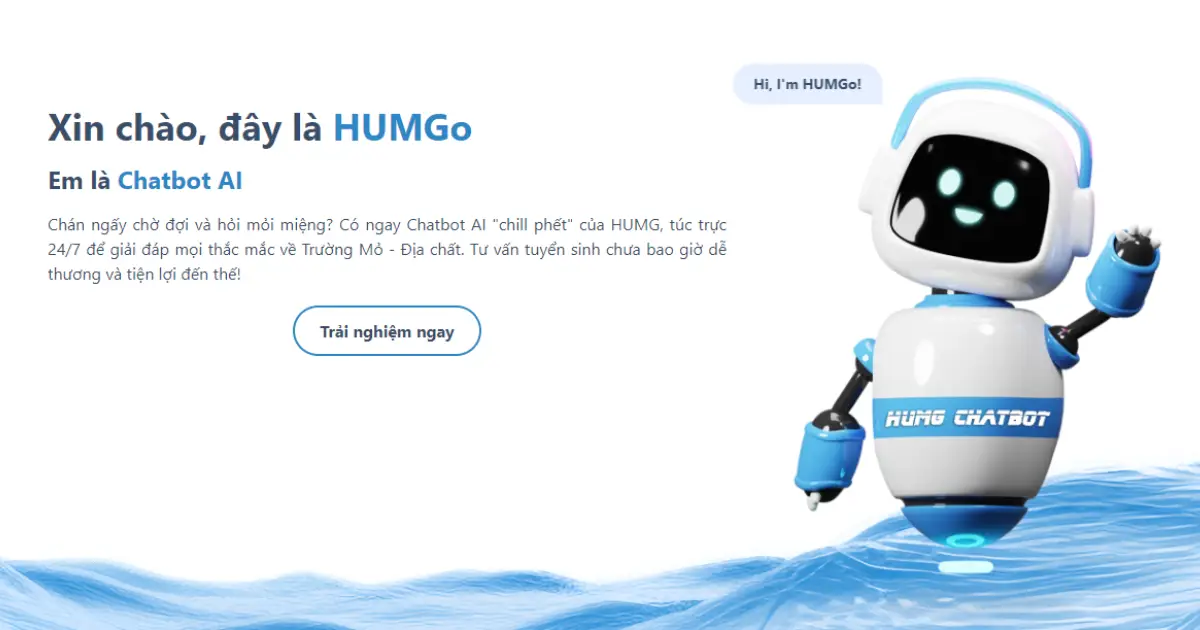 Hi, I'm HUMGo!
Xin chào, đây là HUMGo
Em là Chatbot AI
Chán ngấy chờ đợi và hỏi mỏi miệng? Có ngay Chatbot AI "chill phết" của HUMG, túc trực
24/7 để giải đáp mọi thắc mắc về Trường Mỏ - Địa chất. Tư vấn tuyển sinh chưa bao giờ dễ
thương và tiện lợi đến thế!
Trải nghiệm ngay
HUMG CHATBOT